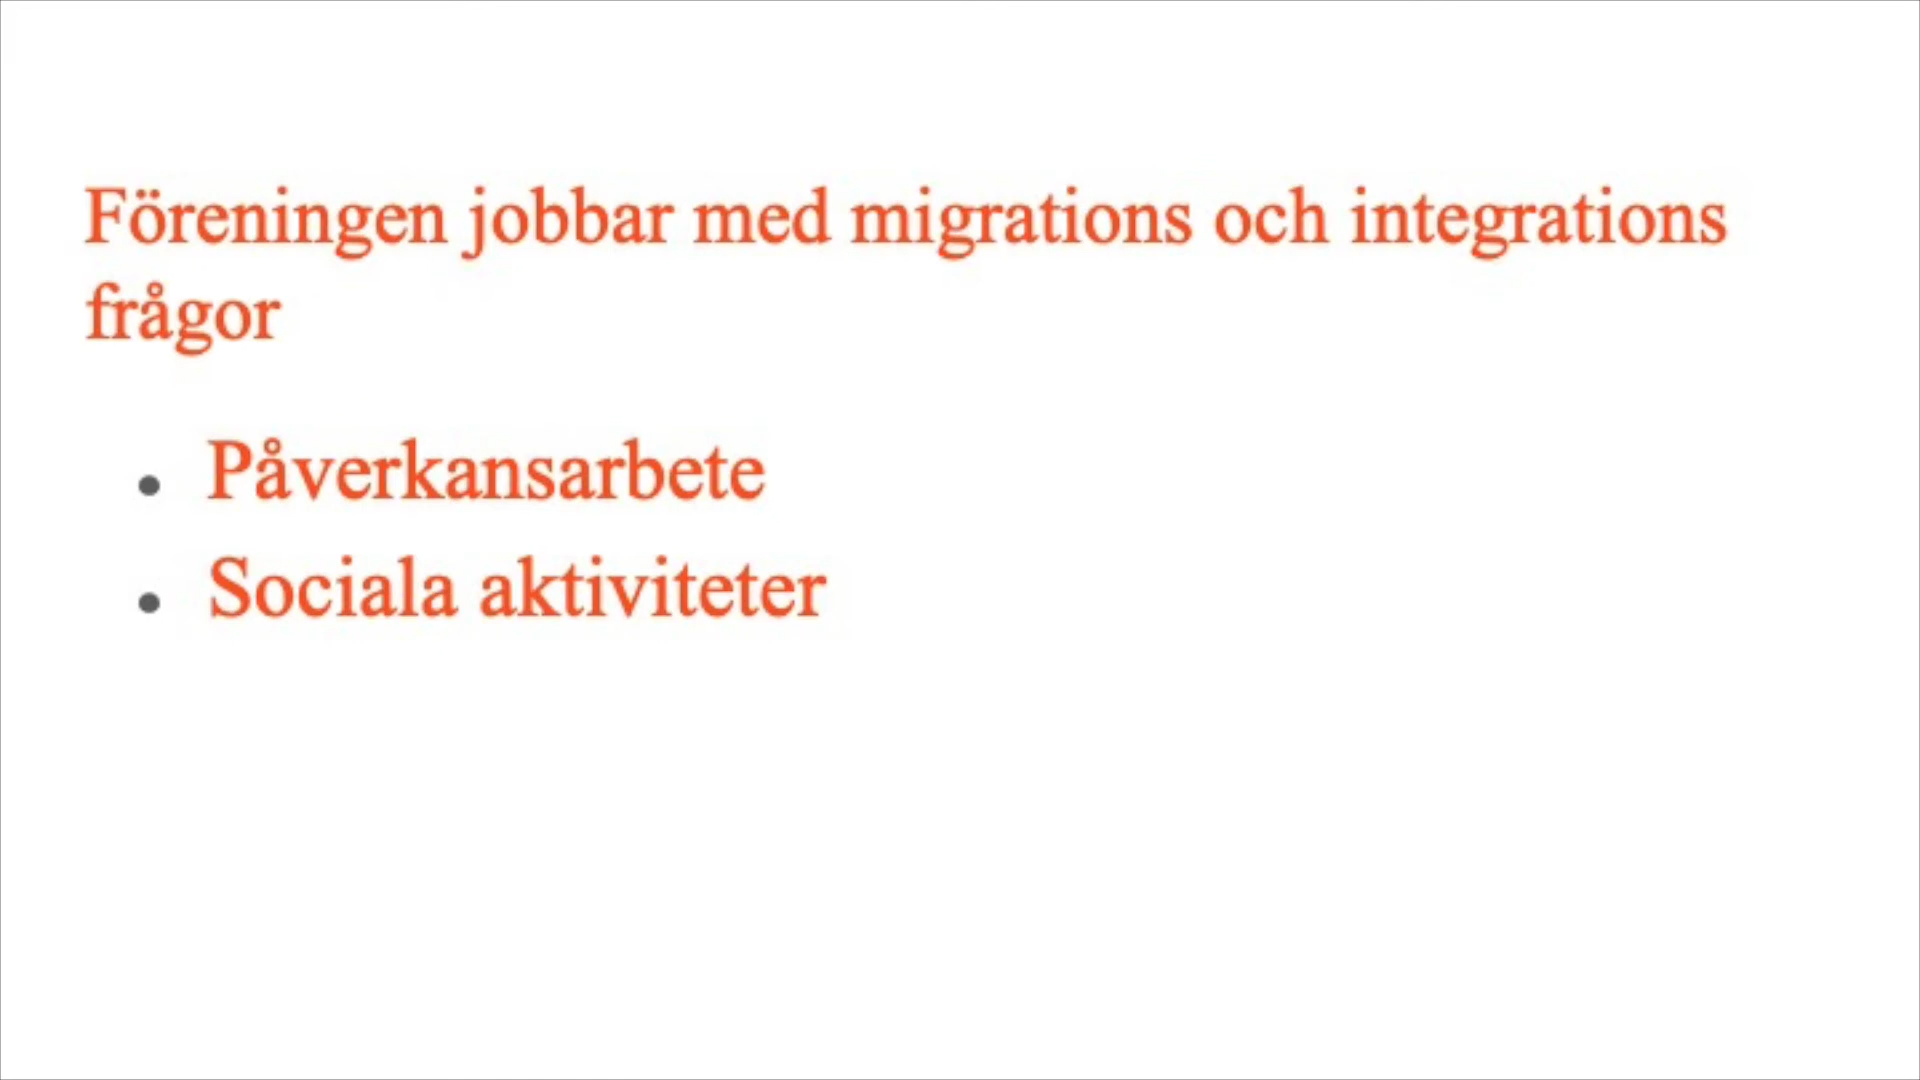 Föreningen jobbar med migrations och integrations
frågor
• Påverkansarbete
• Sociala aktiviteter